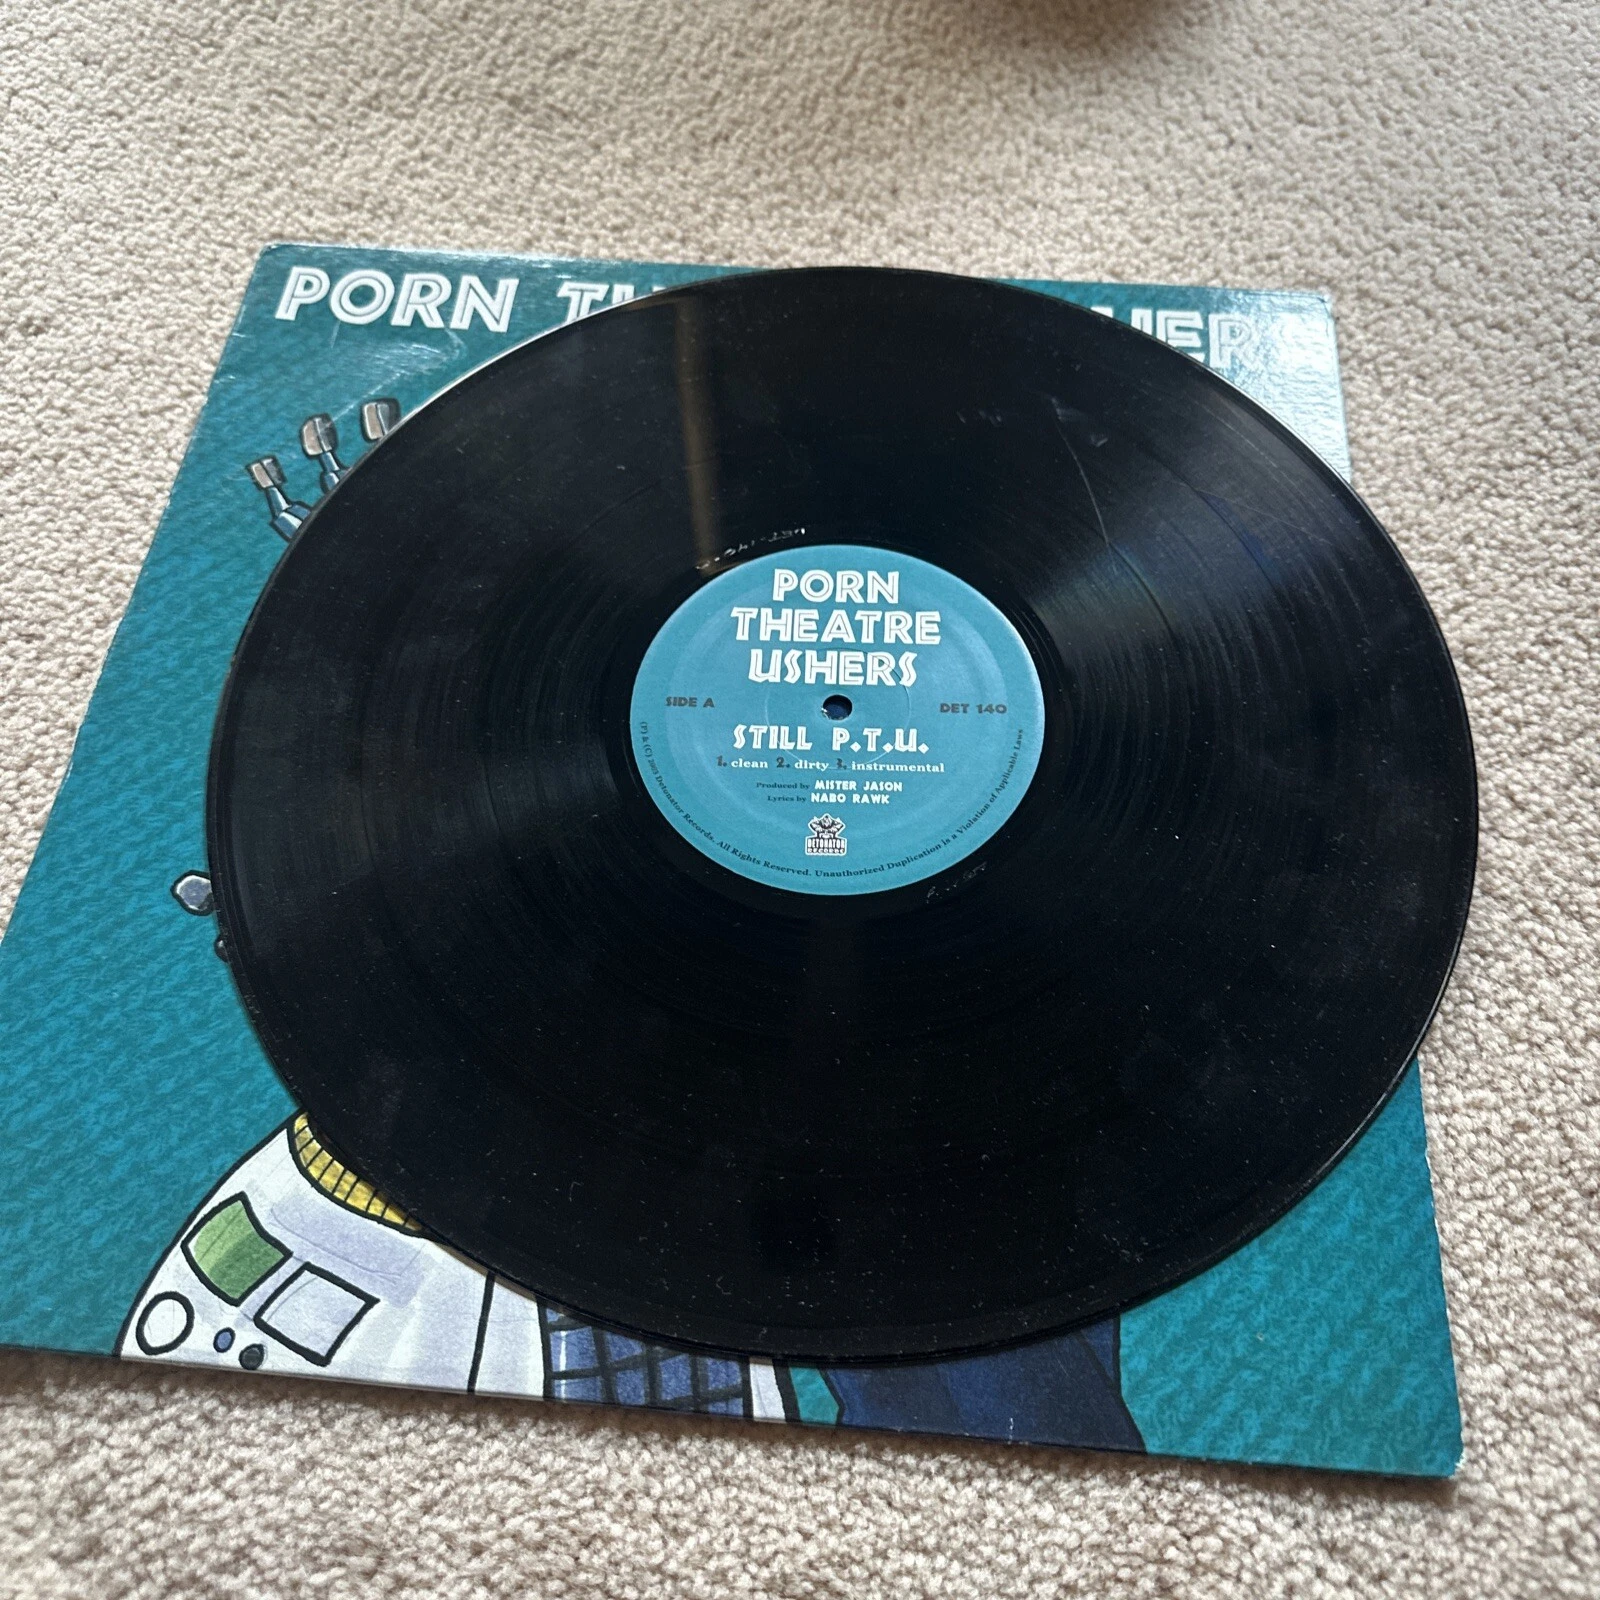 PORN
PORN
THEATRE
USHERS
SIDE A
DET 140
STILL P.T.U.
1. clean 2. dirty 3. instrumental
Produced by MISTER JASON
Lyrics by NABO RAWK
DETONATOR
RECORDS
(P) & (C) 2003 Detonator Records. All Rights Reserved. Unauthorized Duplication is a Violation of Applicable Laws